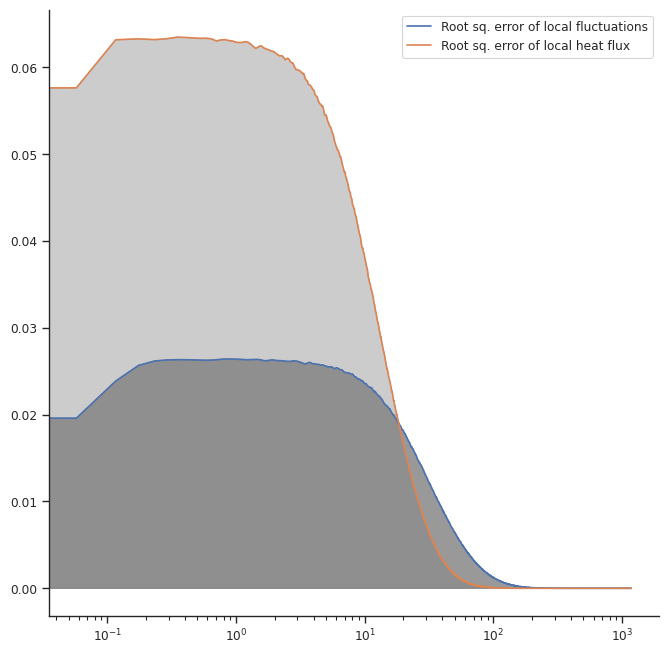 Root sq. error of local fluctuations
Root sq. error of local heat flux
0.06
0.05
0.04
0.03
0.02
0.01
0.00
10⁻¹ 10⁰ 10¹ 10² 10³